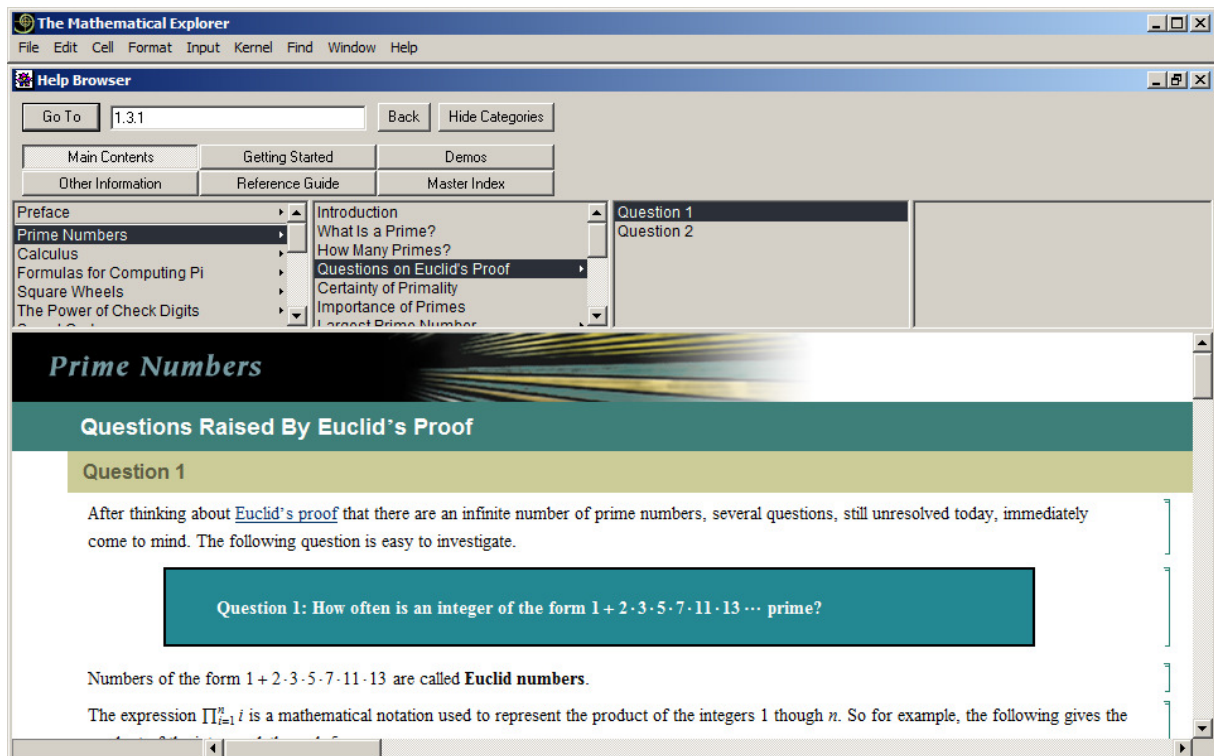 The Mathematical Explorer
File Edit Cell Format Input Kernel Find Window Help
Help Browser
Go To 1.3.1 Back Hide Categories
Main Contents Getting Started Demos
Other Information Reference Guide Master Index
Preface
Prime Numbers
Calculus
Formulas for Computing Pi
Square Wheels
The Power of Check Digits
Introduction
What Is a Prime?
How Many Primes?
Questions on Euclid's Proof
Certainty of Primality
Importance of Primes
Largest Prime Number
Question 1
Question 2
Prime Numbers
Questions Raised By Euclid's Proof
Question 1
After thinking about Euclid's proof that there are an infinite number of prime numbers, several questions, still unresolved today, immediately
come to mind. The following question is easy to investigate.
Question 1: How often is an integer of the form 1 + 2·3·5·7·11·13 ··· prime?
Numbers of the form 1 + 2·3·5·7·11·13 are called Euclid numbers.
The expression ∏ⁿᵢ₌₁ i is a mathematical notation used to represent the product of the integers 1 though n. So for example, the following gives the